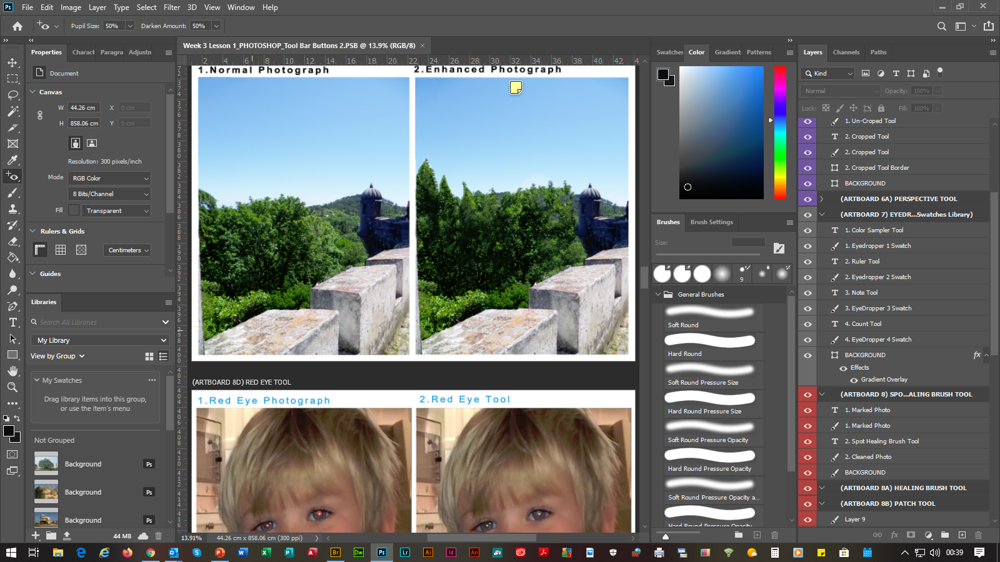 Ps File Edit Image Layer Type Select Filter 3D View Window Help
Pupil Size: 50% Darken Amount: 50%
Week 3 Lesson 1_PHOTOSHOP_Tool Bar Buttons 2.PSB @ 13.9% (RGB/8) ×
Properties Charact Paragra Adjustn
Document
Canvas
W 44.26 cm X 0 cm
H 858.06 cm Y 0 cm
Resolution: 300 pixels/inch
Mode RGB Color
8 Bits/Channel
Fill Transparent
Rulers & Grids
Centimeters
Guides
Libraries
Search All Libraries
My Library
View by Group
My Swatches
Drag library items into this group,
or use the item's menu
Not Grouped
Background Ps
Background Ps
Background Ps
44 MB
2 4 6 8 10 12 14 16 18 20 22 24 26 28 30 32 34 36 38 40 42 4
1.Normal Photograph
2.Enhanced Photograph
(ARTBOARD 8D) RED EYE TOOL
1.Red Eye Photograph
2.Red Eye Tool
13.91% 44.26 cm x 858.06 cm (300 ppi)
Swatches Color Gradient Patterns
Brushes Brush Settings
Size:
9
General Brushes
Soft Round
Hard Round
Soft Round Pressure Size
Hard Round Pressure Size
Soft Round Pressure Opacity
Hard Round Pressure Opacity
Soft Round Pressure Opacity a...
Layers Channels Paths
Kind
Normal Opacity: 100%
Lock: Fill: 100%
1. Un-Croped Tool
2. Cropped Tool
2. Cropped Tool
2. Cropped Tool Border
BACKGROUND
(ARTBOARD 6A) PERSPECTIVE TOOL
(ARTBOARD 7) EYEDR...Swatches Library)
1. Color Sampler Tool
1. Eyedropper 1 Swatch
2. Ruler Tool
2. Eyedropper 2 Swatch
3. Note Tool
3. EyeDropper 3 Swatch
4. Count Tool
4. EyeDropper 4 Swatch
BACKGROUND fx
Effects
Gradient Overlay
(ARTBOARD 8) SPO...ALING BRUSH TOOL
1. Marked Photo
1. Marked Photo
2. Spot Healing Brush Tool
2. Cleaned Photo
BACKGROUND
(ARTBOARD 8A) HEALING BRUSH TOOL
(ARTBOARD 8B) PATCH TOOL
Layer 9
fx
Br Dw Ps Lr Ai Id An
00:39